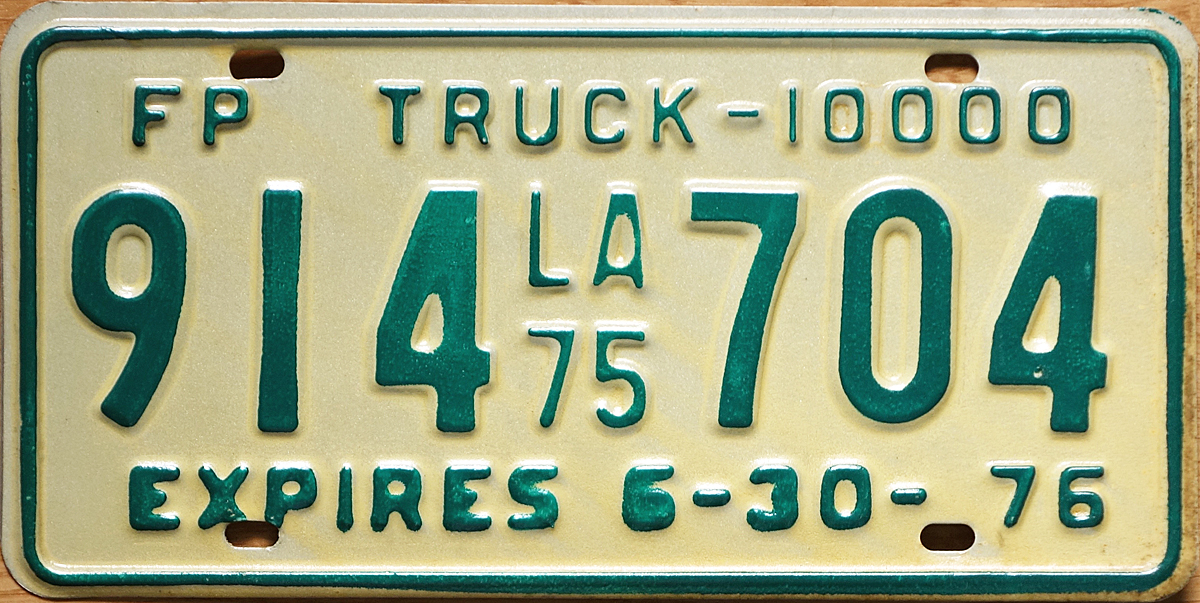 FP TRUCK-10000
914 LA 75 704
EXPIRES 6-30-76